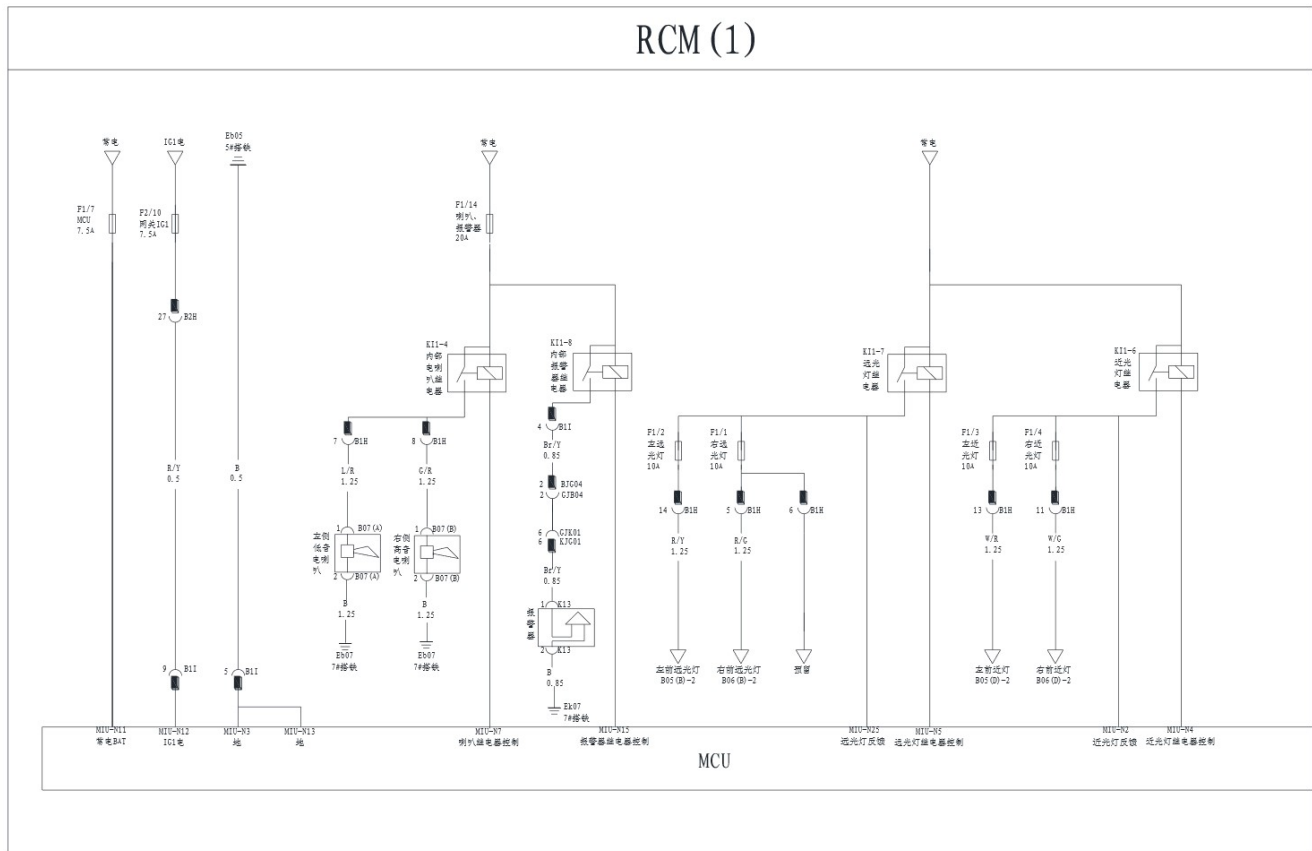 RCM(1)
常电
IG1电
Eb05
5#搭铁
常电
常电
F1/7
MCU
7.5A
F2/10
网关IG1
7.5A
F1/14
喇叭、
报警器
20A
27 B2H
KI1-4
内部
电喇
叭继
电器
KI1-8
内部
报警
器继
电器
KI1-7
远光
灯继
电器
KI1-6
近光
灯继
电器
7 B1H
8 B1H
4 B1I
F1/2
左远
光灯
10A
F1/1
右远
光灯
10A
F1/3
左近
光灯
10A
F1/4
右近
光灯
10A
R/Y
0.5
B
0.5
L/R
1.25
G/R
1.25
Br/Y
0.85
2 BJG04
2 GJB04
14 B1H
5 B1H
6 B1H
13 B1H
11 B1H
R/Y
1.25
R/G
1.25
W/R
1.25
W/G
1.25
6 GJK01
6 KJG01
左侧
低音
电喇
叭
1 B07(A)
2 B07(A)
右侧
高音
电喇
叭
1 B07(B)
2 B07(B)
Br/Y
0.85
B
1.25
B
1.25
报
警
器
1 K13
2 K13
Eb07
7#搭铁
Eb07
7#搭铁
B
0.85
Ek07
7#搭铁
9 B1I
5 B1I
左前远光灯
B05(B)-2
右前远光灯
B06(B)-2
预留
左前近灯
B05(D)-2
右前近灯
B06(D)-2
MIU-N11
常电BAT
MIU-N12
IG1电
MIU-N3
地
MIU-N13
地
MIU-N7
喇叭继电器控制
MIU-N15
报警器继电器控制
MIU-N25
远光灯反馈
MIU-N5
远光灯继电器控制
MIU-N2
近光灯反馈
MIU-N4
近光灯继电器控制
MCU